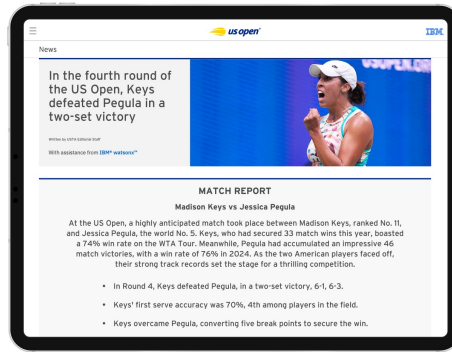 us open
IBM
News
In the fourth round of
the US Open, Keys
defeated Pegula in a
two-set victory
Written by USTA Editorial Staff
With assistance from IBM® watsonx™
US OPEN.OR
MATCH REPORT
Madison Keys vs Jessica Pegula
At the US Open, a highly anticipated match took place between Madison Keys, ranked No. 11,
and Jessica Pegula, the world No. 5. Keys, who had secured 33 match wins this year, boasted
a 74% win rate on the WTA Tour. Meanwhile, Pegula had accumulated an impressive 46
match victories, with a win rate of 76% in 2024. As the two American players faced off,
their strong track records set the stage for a thrilling competition.
• In Round 4, Keys defeated Pegula, in a two-set victory, 6-1, 6-3.
• Keys' first serve accuracy was 70%, 4th among players in the field.
• Keys overcame Pegula, converting five break points to secure the win.